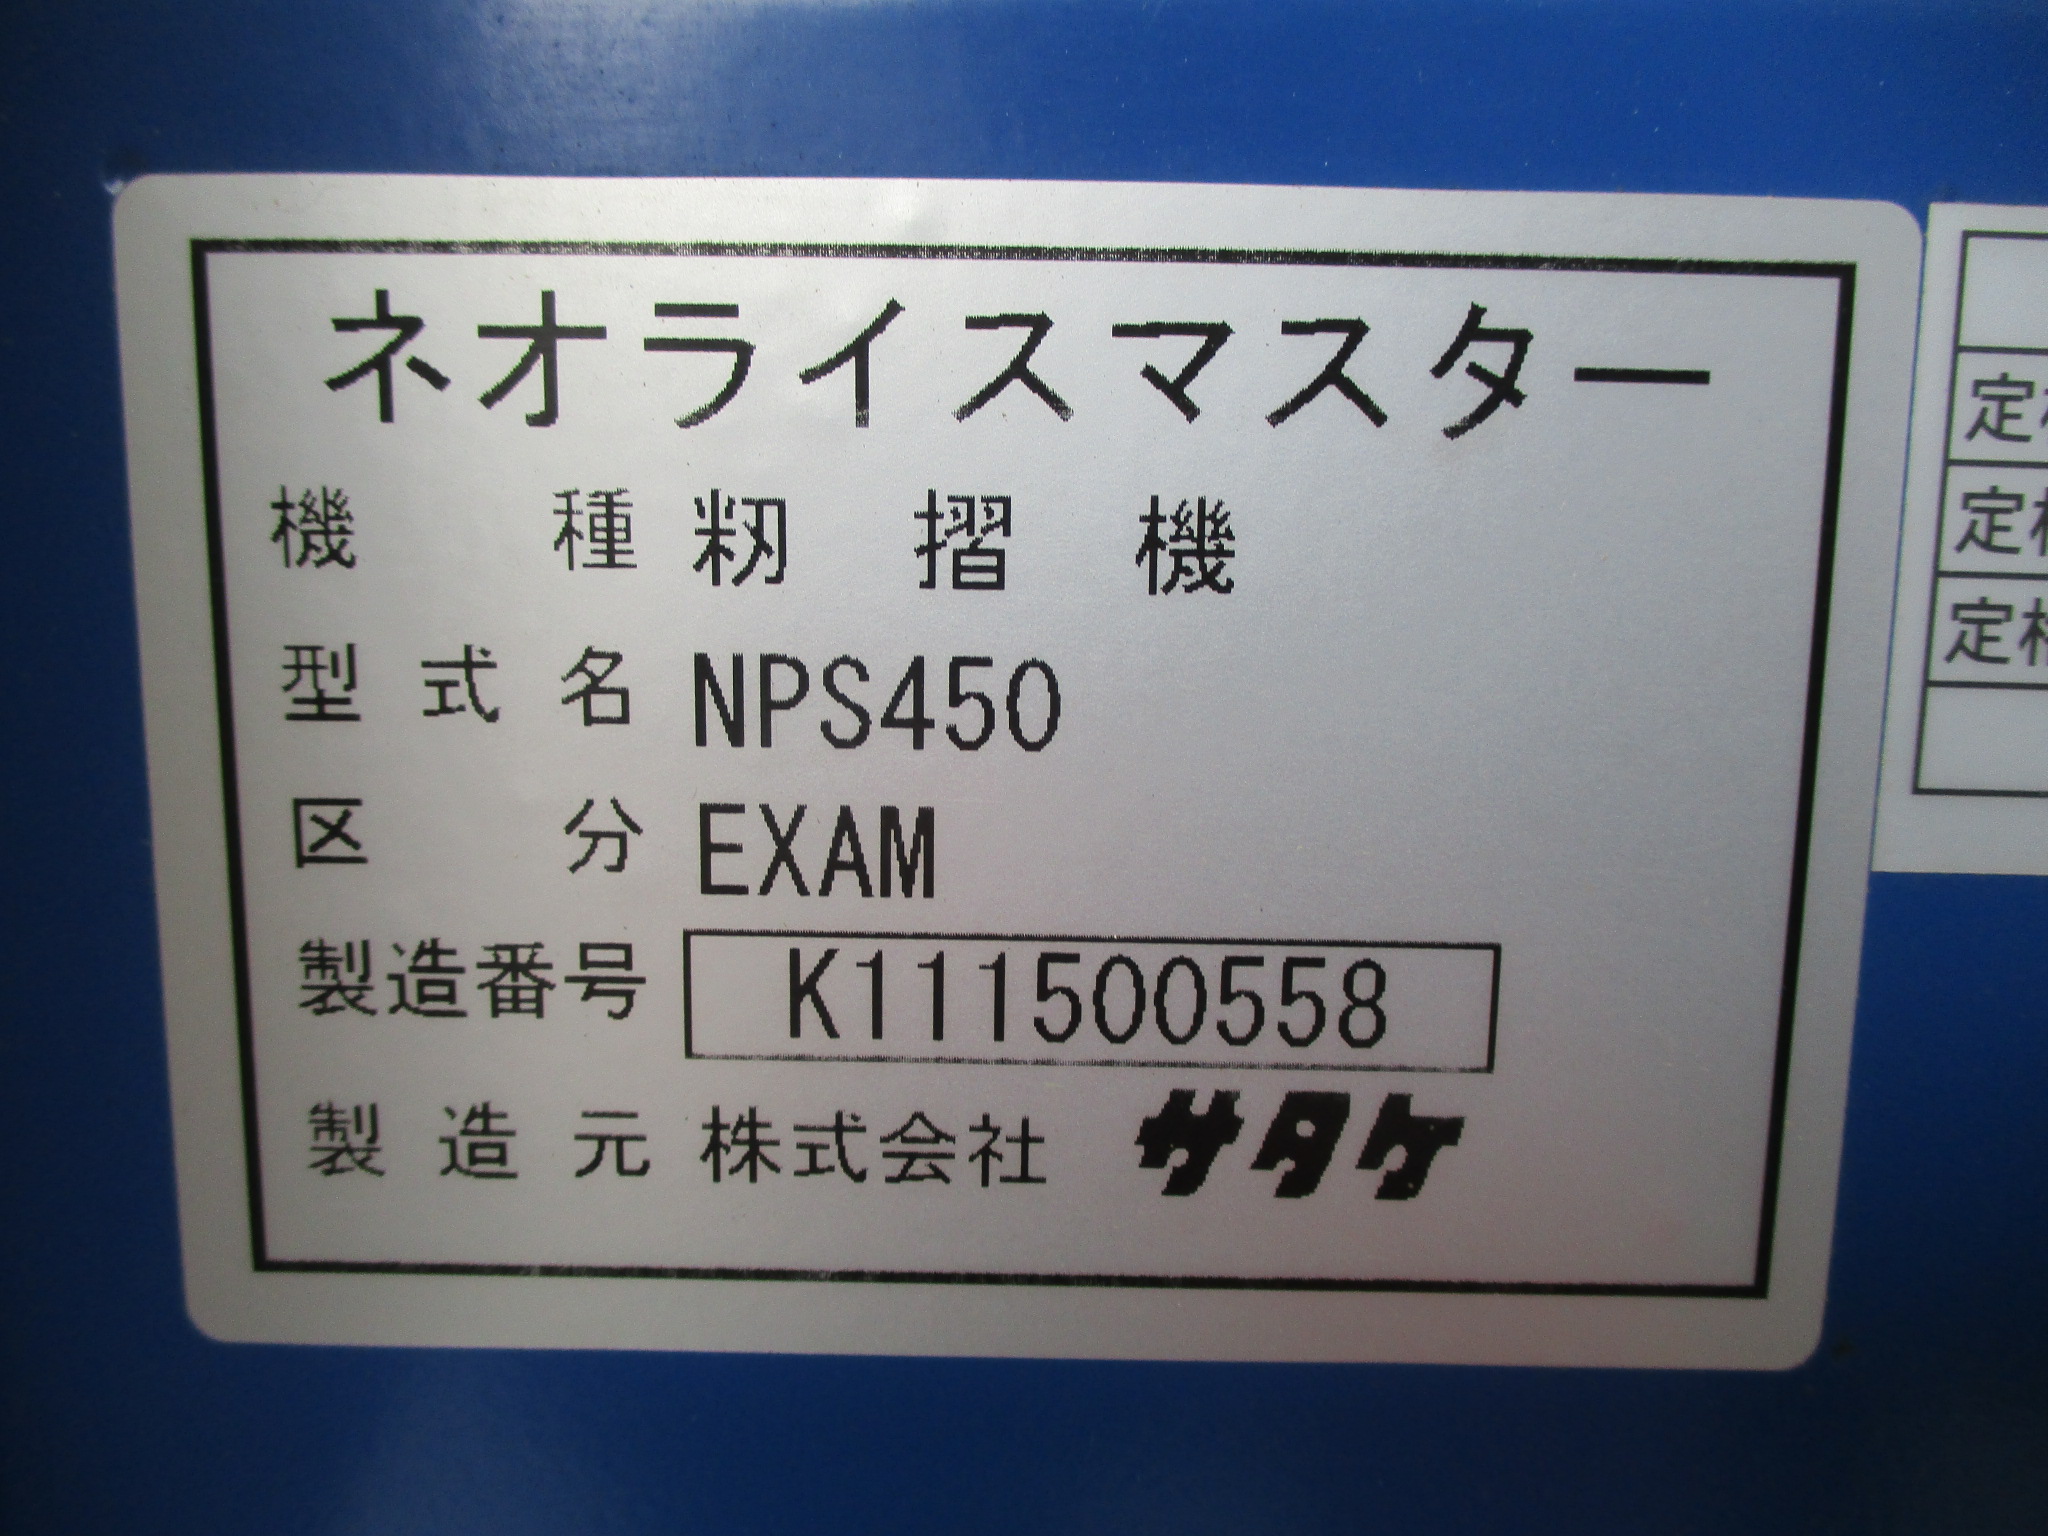 ネオライスマスター
機種 籾摺機
型式名 NPS450
区分 EXAM
製造番号 K111500558
製造元 株式会社 サタケ
定
定
定格